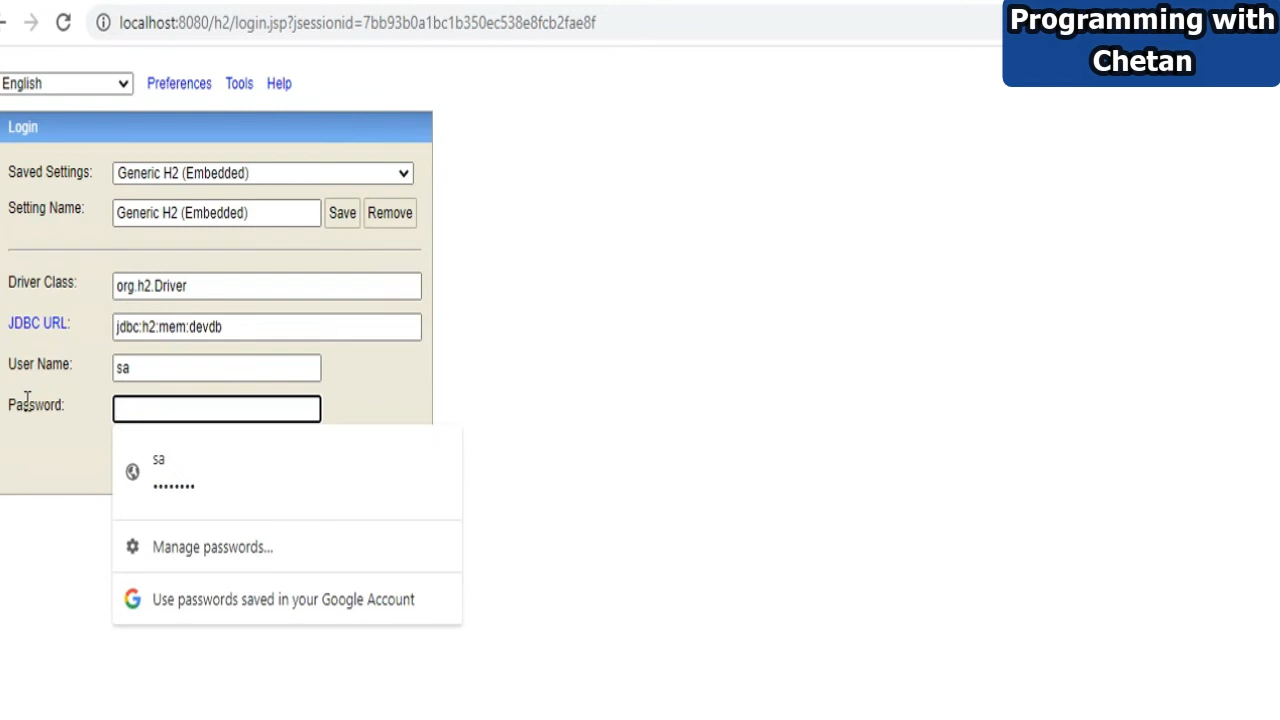 localhost:8080/h2/login.jsp?jsessionid=7bb93b0a1bc1b350ec538e8fcb2fae8f
Programming with
Chetan
English Preferences Tools Help
Login
Saved Settings: Generic H2 (Embedded)
Setting Name: Generic H2 (Embedded) Save Remove
Driver Class: org.h2.Driver
JDBC URL: jdbc:h2:mem:devdb
User Name: sa
Password:
sa
••••••••
Manage passwords...
Use passwords saved in your Google Account